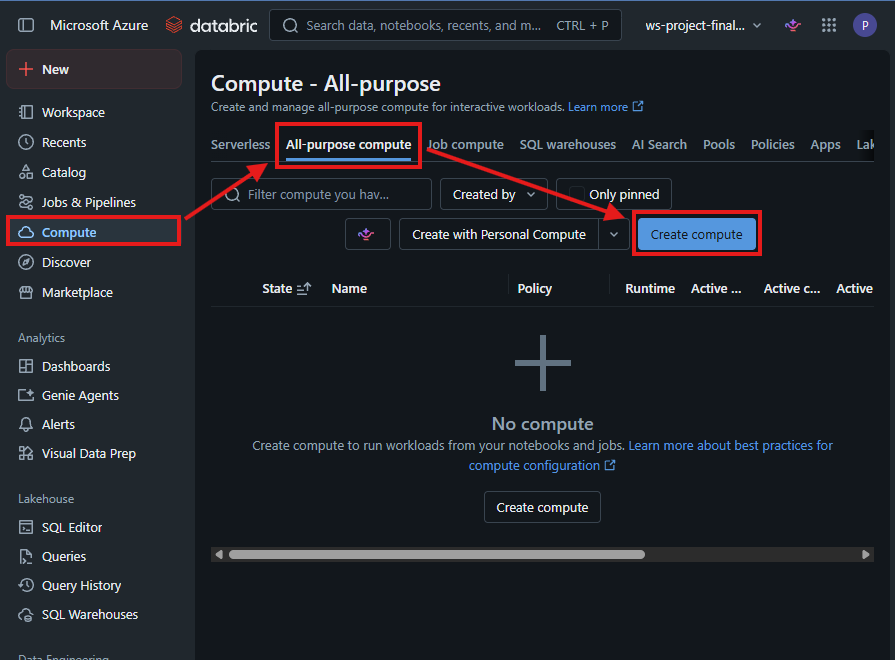 Microsoft Azure databric Search data, notebooks, recents, and m... CTRL + P ws-project-final... P
New
Workspace
Recents
Catalog
Jobs & Pipelines
Compute
Discover
Marketplace
Analytics
Dashboards
Genie Agents
Alerts
Visual Data Prep
Lakehouse
SQL Editor
Queries
Query History
SQL Warehouses
Data Engineering
Compute - All-purpose
Create and manage all-purpose compute for interactive workloads. Learn more
Serverless All-purpose compute Job compute SQL warehouses AI Search Pools Policies Apps Lak
Filter compute you hav... Created by Only pinned
Create with Personal Compute Create compute
State Name Policy Runtime Active ... Active c... Active
No compute
Create compute to run workloads from your notebooks and jobs. Learn more about best practices for
compute configuration
Create compute